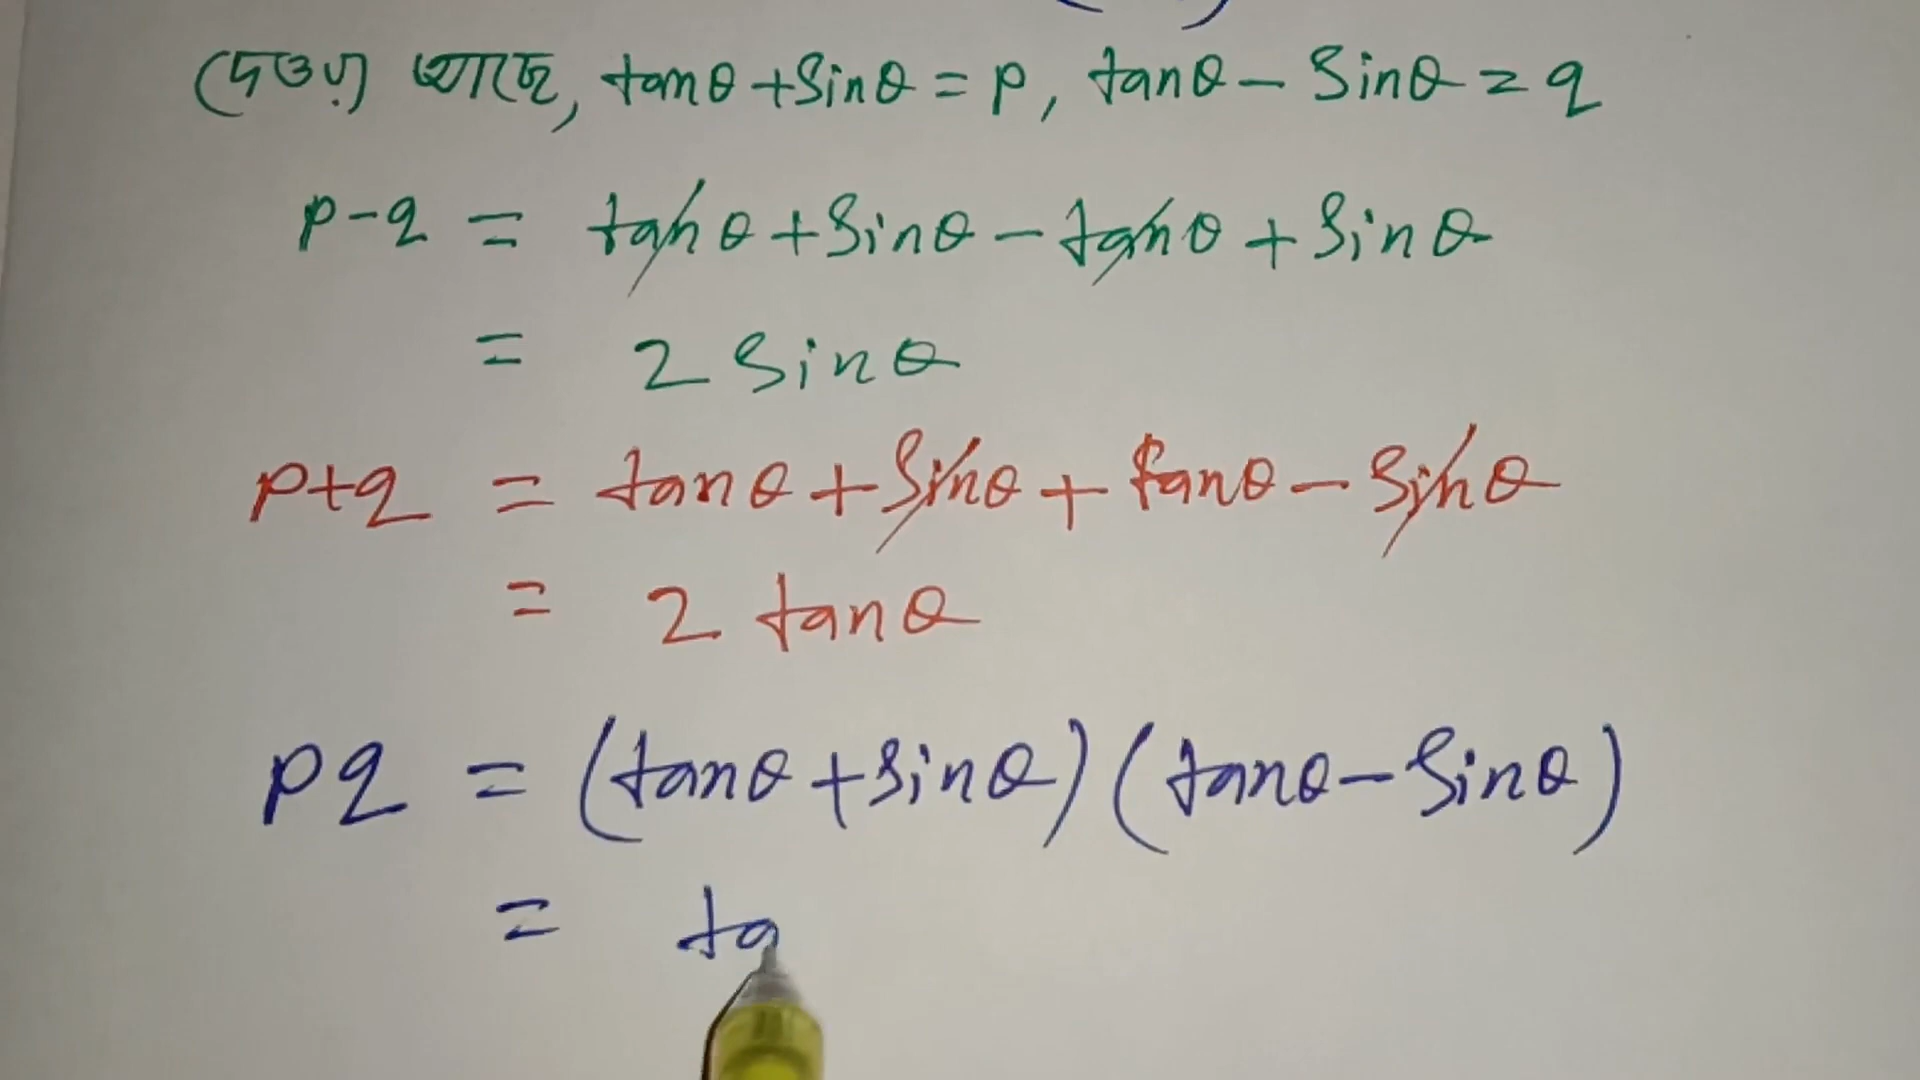 দেওয়া আছে, tanθ + sinθ = p, tanθ - sinθ = q
p - q = tanθ + sinθ - tanθ + sinθ
= 2 sinθ
p + q = tanθ + sinθ + tanθ - sinθ
= 2 tanθ
pq = (tanθ + sinθ) (tanθ - sinθ)
= ta